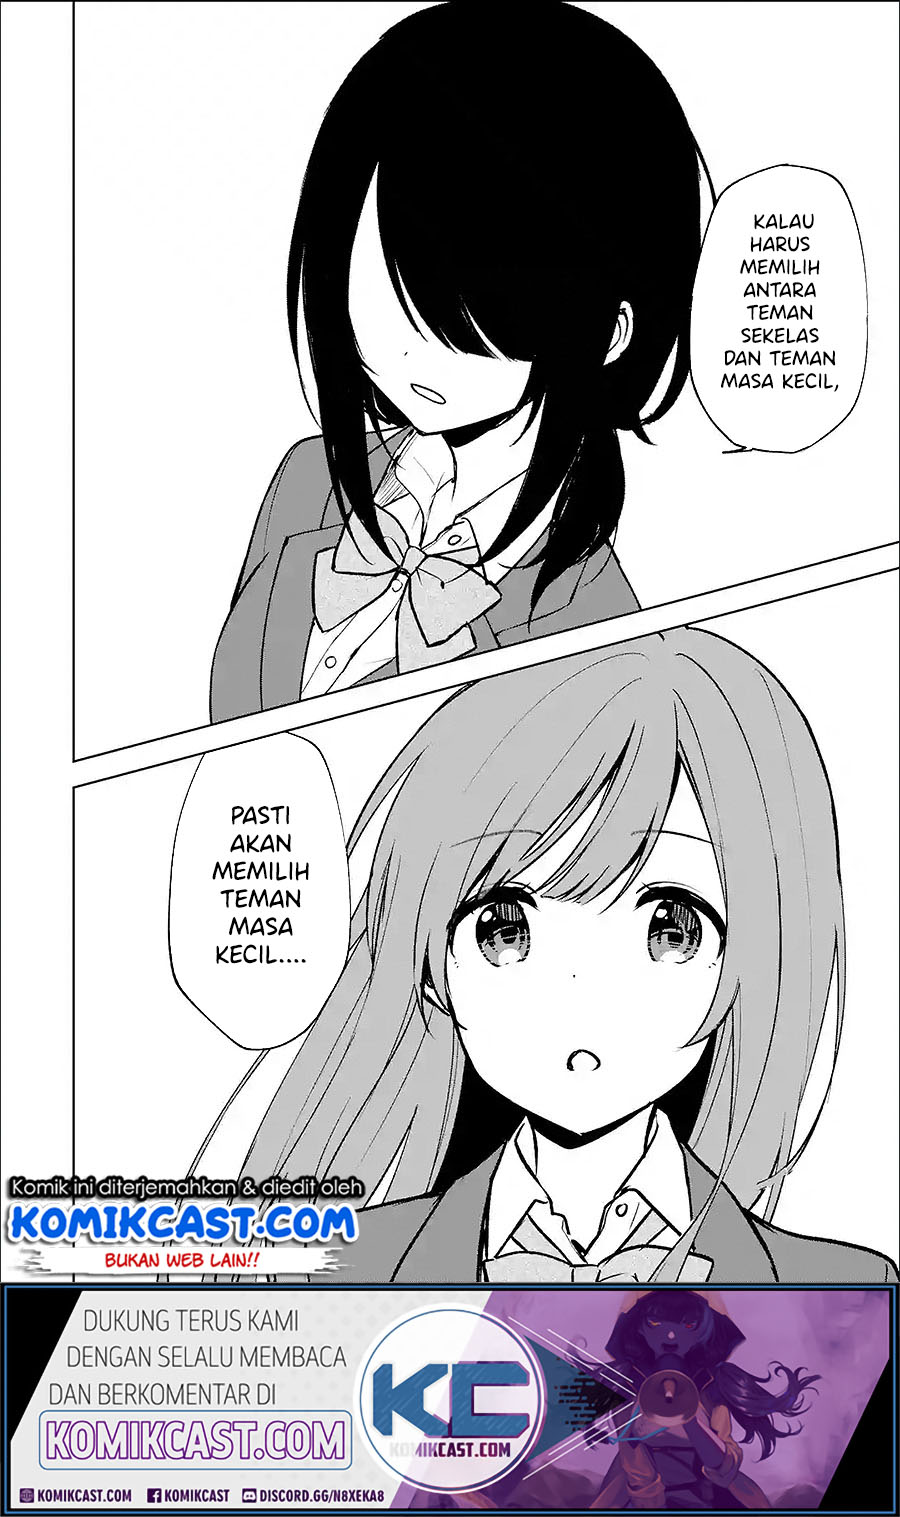 KALAU
HARUS
MEMILIH
ANTARA
TEMAN
SEKELAS
DAN TEMAN
MASA KECIL,
PASTI
AKAN
MEMILIH
TEMAN
MASA
KECIL....
Komik ini diterjemahkan & diedit oleh
KOMIKCAST.COM
BUKAN WEB LAIN!!
DUKUNG TERUS KAMI
DENGAN SELALU MEMBACA
DAN BERKOMENTAR DI
KOMIKCAST.COM
KC
KOMIKCAST.COM
KOMIKCAST.COM KOMIKCAST DISCORD.GG/N8XEKA8